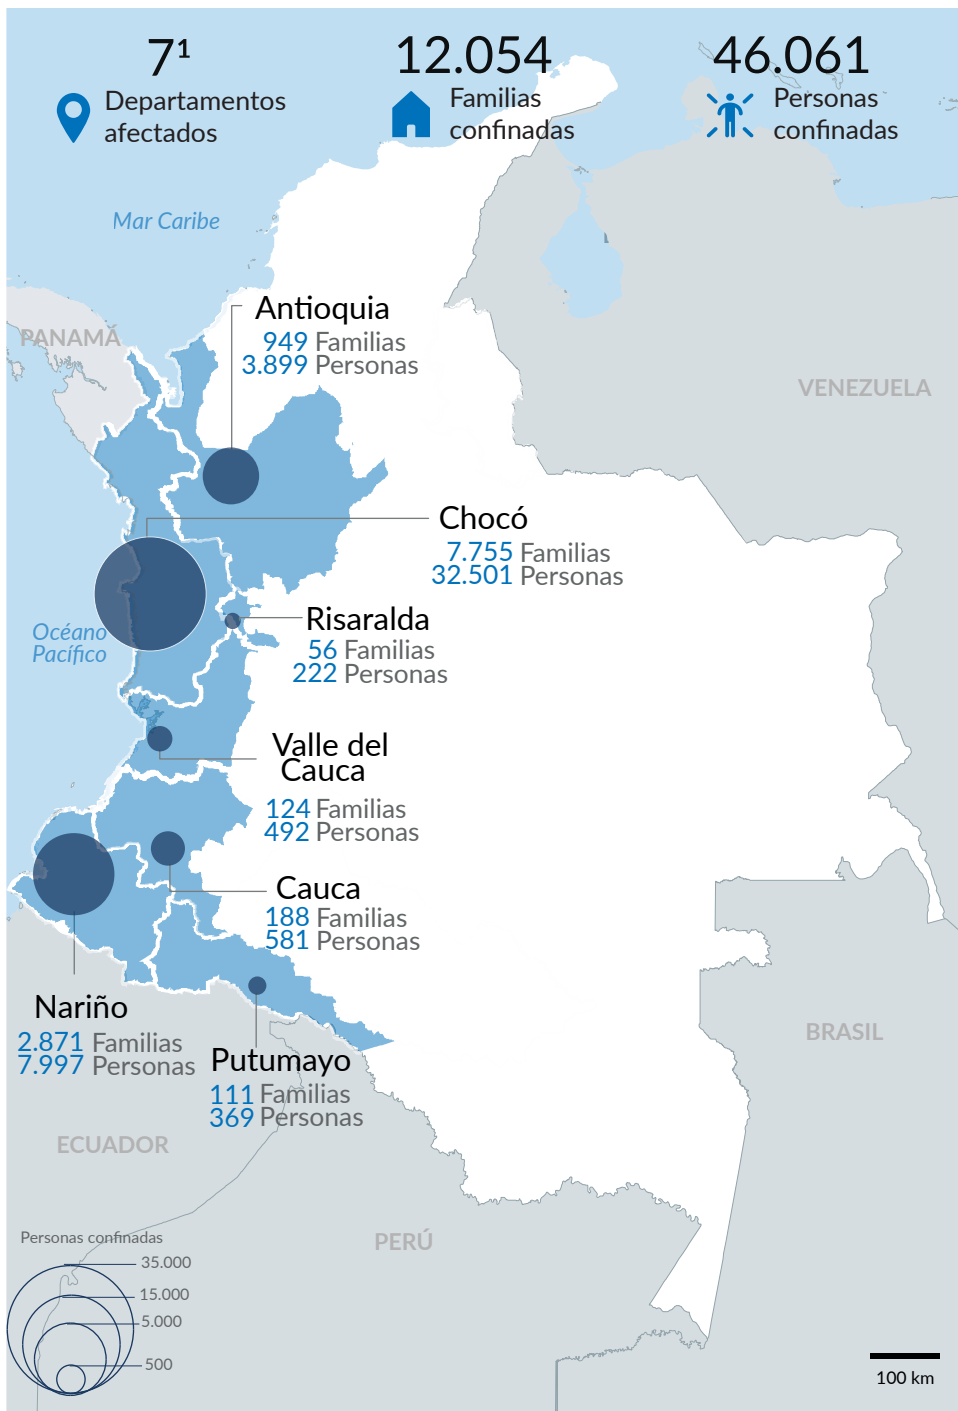 7¹
Departamentos
afectados
12.054
Familias
confinadas
46.061
Personas
confinadas
Mar Caribe
PANAMÁ
Antioquia
949 Familias
3.899 Personas
VENEZUELA
Chocó
7.755 Familias
32.501 Personas
Océano
Pacífico
Risaralda
56 Familias
222 Personas
Valle del
Cauca
124 Familias
492 Personas
Cauca
188 Familias
581 Personas
Nariño
2.871 Familias
7.997 Personas
Putumayo
111 Familias
369 Personas
BRASIL
ECUADOR
PERÚ
Personas confinadas
35.000
15.000
5.000
500
100 km